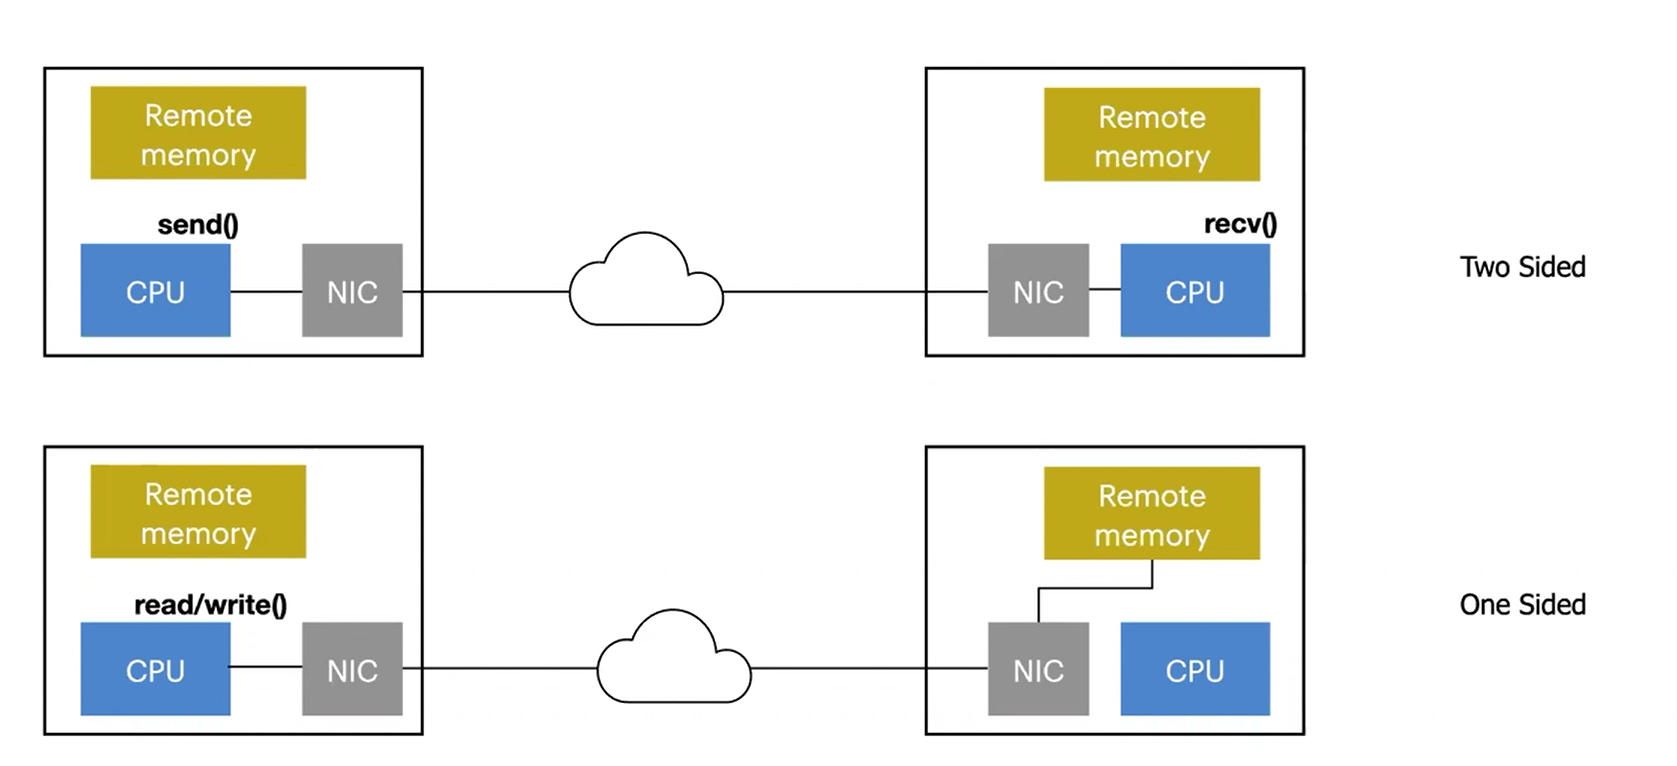 Remote
memory
Remote
memory
send()
recv()
CPU
NIC
NIC
CPU
Two Sided
Remote
memory
Remote
memory
read/write()
CPU
NIC
NIC
CPU
One Sided